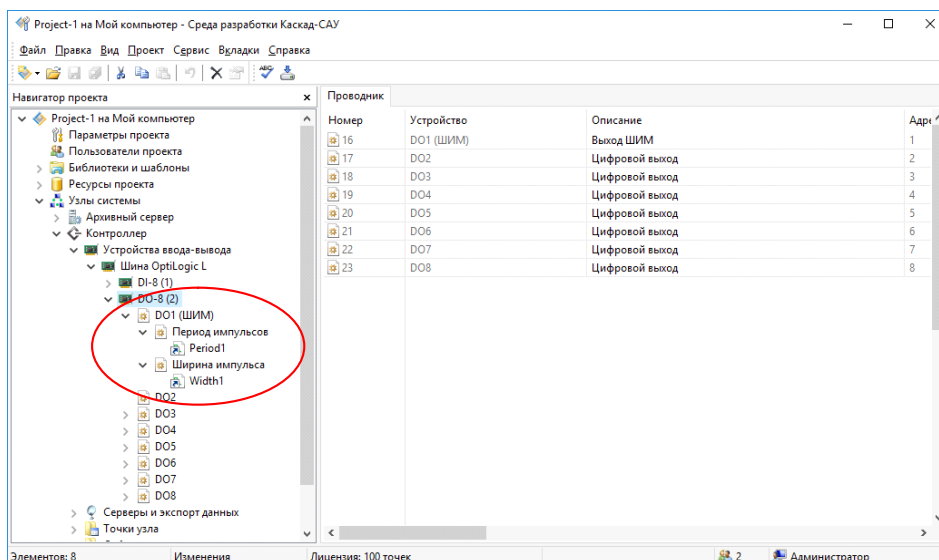 Project-1 на Мой компьютер - Среда разработки Каскад-САУ
Файл Правка Вид Проект Сервис Вкладки Справка
ABC
Навигатор проекта
Project-1 на Мой компьютер
Параметры проекта
Пользователи проекта
Библиотеки и шаблоны
Ресурсы проекта
Узлы системы
Архивный сервер
Контроллер
Устройства ввода-вывода
Шина OptiLogic L
DI-8 (1)
DO-8 (2)
DO1 (ШИМ)
Период импульсов
Period1
Ширина импульса
Width1
DO2
DO3
DO4
DO5
DO6
DO7
DO8
Серверы и экспорт данных
Точки узла
Проводник
Номер Устройство Описание
16 DO1 (ШИМ) Выход ШИМ 1
17 DO2 Цифровой выход 2
18 DO3 Цифровой выход 3
19 DO4 Цифровой выход 4
20 DO5 Цифровой выход 5
21 DO6 Цифровой выход 6
22 DO7 Цифровой выход 7
23 DO8 Цифровой выход 8
Элементов: 8 Изменения Лицензия: 100 точек 2 Администратор